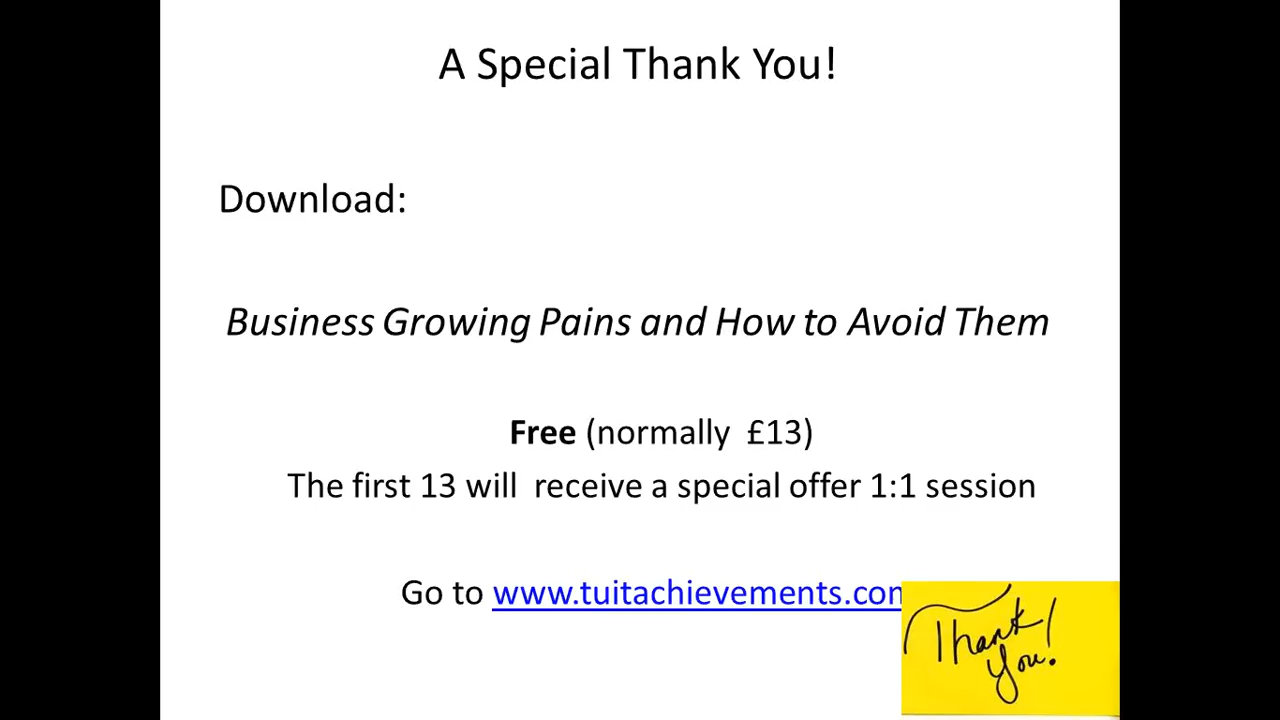 A Special Thank You!
Download:
Business Growing Pains and How to Avoid Them
Free (normally £13)
The first 13 will receive a special offer 1:1 session
Go to www.tuitachievements.com
Thank
You!